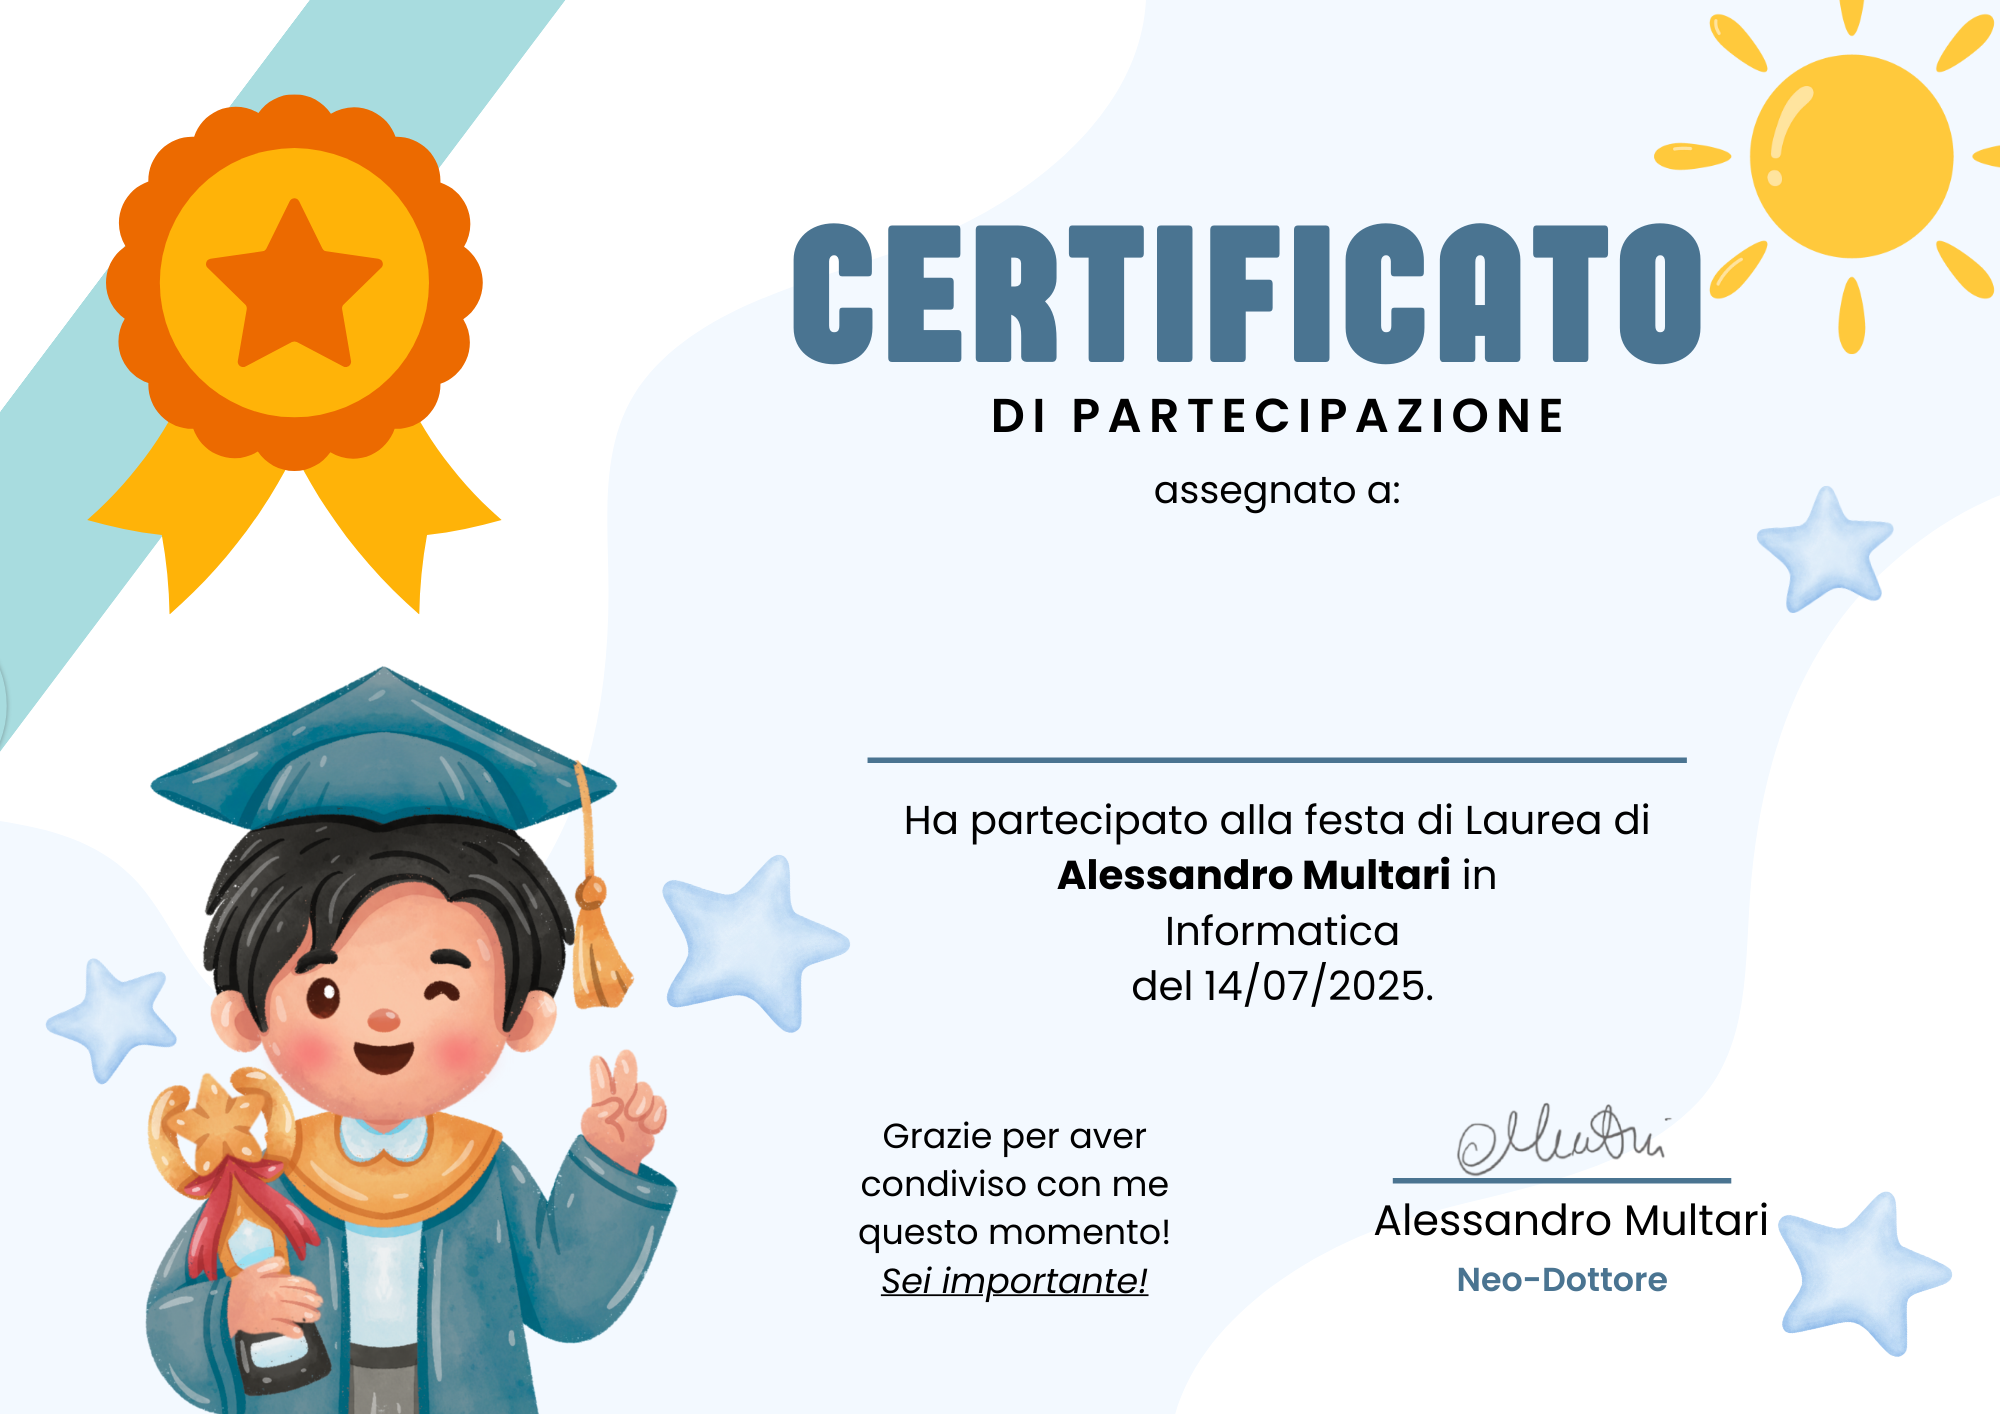 CERTIFICATO
DI PARTECIPAZIONE
assegnato a:
Ha partecipato alla festa di Laurea di
Alessandro Multari in
Informatica
del 14/07/2025.
Grazie per aver
condiviso con me
questo momento!
Sei importante!
Multari
Alessandro Multari
Neo-Dottore